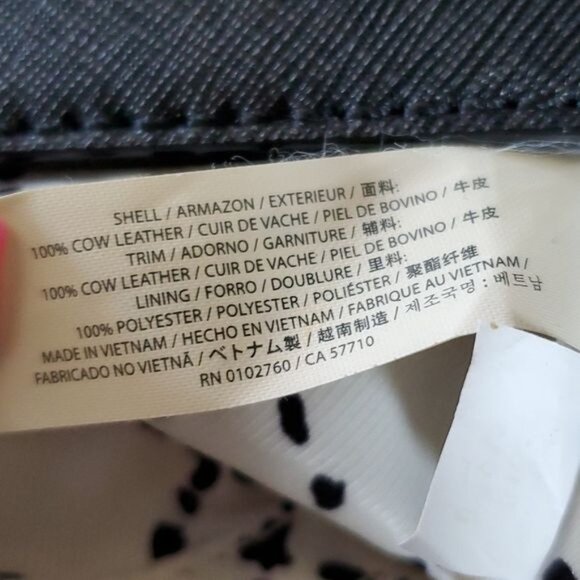 SHELL / ARMAZON / EXTERIEUR / 面料:
100% COW LEATHER / CUIR DE VACHE / PIEL DE BOVINO / 牛皮
TRIM / ADORNO / GARNITURE / 辅料:
100% COW LEATHER / CUIR DE VACHE / PIEL DE BOVINO / 牛皮
LINING / FORRO / DOUBLURE / 里料:
100% POLYESTER / POLYESTER / POLIÉSTER / 聚酯纤维
MADE IN VIETNAM / HECHO EN VIETNAM / FABRIQUE AU VIETNAM /
FABRICADO NO VIETNÃ / ベトナム製 / 越南制造 / 제조국명 : 베트남
RN 0102760 / CA 57710